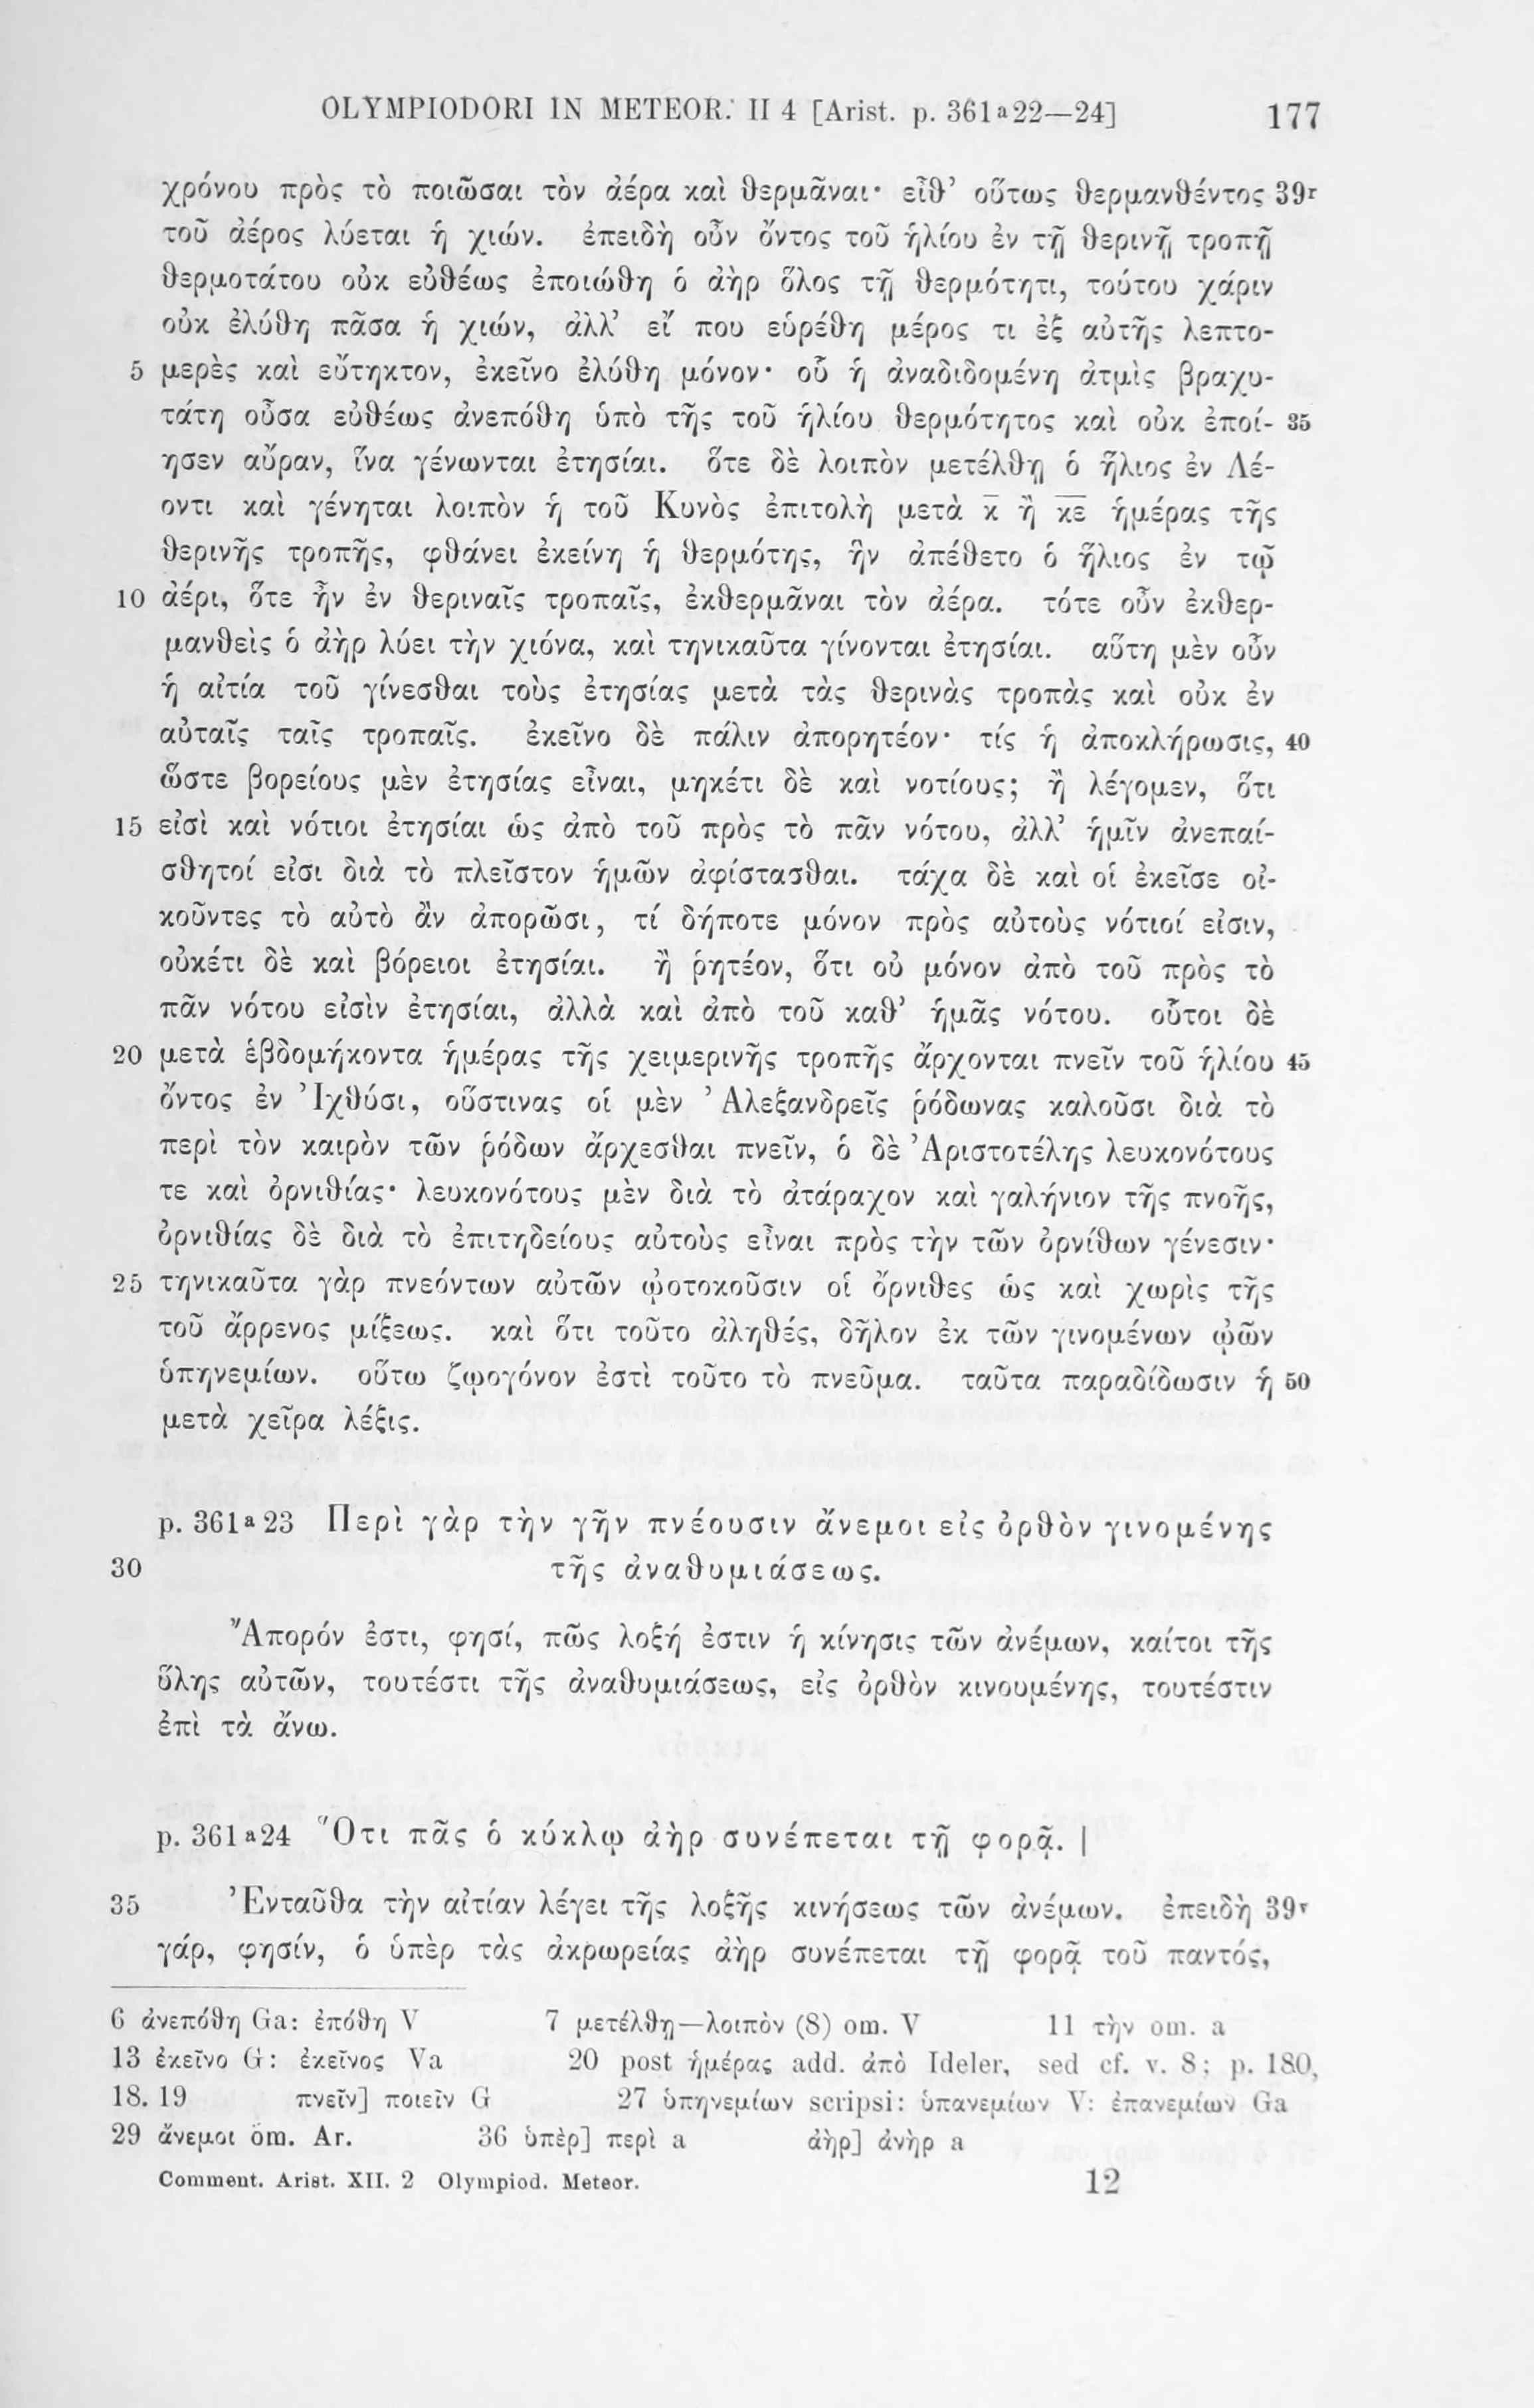 OLYMPIODORI IN METEOR. II 4 [Arist. p. 361ª22—24] 177
χρόνου πρὸς τὸ ποιῶσαι τὸν ἀέρα καὶ θερμᾶναι· εἶθ’ οὕτως θερμανθέντος 39ʳ
τοῦ ἀέρος λύεται ἡ χιών. ἐπειδὴ οὖν ὄντος τοῦ ἡλίου ἐν τῇ θερινῇ τροπῇ
θερμοτάτου οὐκ εὐθέως ἐποιώθη ὁ ἀὴρ ὅλος τῇ θερμότητι, τούτου χάριν
οὐκ ἐλύθη πᾶσα ἡ χιών, ἀλλ’ εἴ που εὑρέθη μέρος τι ἐξ αὐτῆς λεπτο-
5 μερὲς καὶ εὔτηκτον, ἐκεῖνο ἐλύθη μόνον· οὗ ἡ ἀναδιδομένη ἀτμὶς βραχυ-
τάτη οὖσα εὐθέως ἀνεπόθη ὑπὸ τῆς τοῦ ἡλίου θερμότητος καὶ οὐκ ἐποί- 35
ησεν αὔραν, ἵνα γένωνται ἐτησίαι. ὅτε δὲ λοιπὸν μετέλθῃ ὁ ἥλιος ἐν Λέ-
οντι καὶ γένηται λοιπὸν ἡ τοῦ Κυνὸς ἐπιτολὴ μετὰ κ̅ ἢ κ̅ε̅ ἡμέρας τῆς
θερινῆς τροπῆς, φθάνει ἐκείνη ἡ θερμότης, ἣν ἀπέθετο ὁ ἥλιος ἐν τῷ
10 ἀέρι, ὅτε ἦν ἐν θεριναῖς τροπαῖς, ἐκθερμᾶναι τὸν ἀέρα. τότε οὖν ἐκθερ-
μανθεὶς ὁ ἀὴρ λύει τὴν χιόνα, καὶ τηνικαῦτα γίνονται ἐτησίαι. αὕτη μὲν οὖν
ἡ αἰτία τοῦ γίνεσθαι τοὺς ἐτησίας μετὰ τὰς θερινὰς τροπὰς καὶ οὐκ ἐν
αὐταῖς ταῖς τροπαῖς. ἐκεῖνο δὲ πάλιν ἀπορητέον· τίς ἡ ἀποκλήρωσις, 40
ὥστε βορείους μὲν ἐτησίας εἶναι, μηκέτι δὲ καὶ νοτίους; ἢ λέγομεν, ὅτι
15 εἰσὶ καὶ νότιοι ἐτησίαι ὡς ἀπὸ τοῦ πρὸς τὸ πᾶν νότου, ἀλλ’ ἡμῖν ἀνεπαί-
σθητοί εἰσι διὰ τὸ πλεῖστον ἡμῶν ἀφίστασθαι. τάχα δὲ καὶ οἱ ἐκεῖσε οἰ-
κοῦντες τὸ αὐτὸ ἂν ἀπορῶσι, τί δήποτε μόνον πρὸς αὐτοὺς νότιοί εἰσιν,
οὐκέτι δὲ καὶ βόρειοι ἐτησίαι. ἢ ῥητέον, ὅτι οὐ μόνον ἀπὸ τοῦ πρὸς τὸ
πᾶν νότου εἰσὶν ἐτησίαι, ἀλλὰ καὶ ἀπὸ τοῦ καθ’ ἡμᾶς νότου. οὗτοι δὲ
20 μετὰ ἑβδομήκοντα ἡμέρας τῆς χειμερινῆς τροπῆς ἄρχονται πνεῖν τοῦ ἡλίου 45
ὄντος ἐν Ἰχθύσι, οὕστινας οἱ μὲν Ἀλεξανδρεῖς ῥόδωνας καλοῦσι διὰ τὸ
περὶ τὸν καιρὸν τῶν ῥόδων ἄρχεσθαι πνεῖν, ὁ δὲ Ἀριστοτέλης λευκονότους
τε καὶ ὀρνιθίας· λευκονότους μὲν διὰ τὸ ἀτάραχον καὶ γαλήνιον τῆς πνοῆς,
ὀρνιθίας δὲ διὰ τὸ ἐπιτηδείους αὐτοὺς εἶναι πρὸς τὴν τῶν ὀρνίθων γένεσιν·
25 τηνικαῦτα γὰρ πνεόντων αὐτῶν ᾠοτοκοῦσιν οἱ ὄρνιθες ὡς καὶ χωρὶς τῆς
τοῦ ἄρρενος μίξεως. καὶ ὅτι τοῦτο ἀληθές, δῆλον ἐκ τῶν γινομένων ᾠῶν
ὑπηνεμίων. οὕτω ζῳογόνον ἐστὶ τοῦτο τὸ πνεῦμα. ταῦτα παραδίδωσιν ἡ 50
μετὰ χεῖρα λέξις.
p. 361ª23 Περὶ γὰρ τὴν γῆν πνέουσιν ἄνεμοι εἰς ὀρθὸν γινομένης
30 τῆς ἀναθυμιάσεως.
Ἄπορόν ἐστι, φησί, πῶς λοξή ἐστιν ἡ κίνησις τῶν ἀνέμων, καίτοι τῆς
ὕλης αὐτῶν, τουτέστι τῆς ἀναθυμιάσεως, εἰς ὀρθὸν κινουμένης, τουτέστιν
ἐπὶ τὰ ἄνω.
p. 361ª24 Ὅτι πᾶς ὁ κύκλῳ ἀὴρ συνέπεται τῇ φορᾷ. |
35 Ἐνταῦθα τὴν αἰτίαν λέγει τῆς λοξῆς κινήσεως τῶν ἀνέμων. ἐπειδὴ 39ᵛ
γάρ, φησίν, ὁ ὑπὲρ τὰς ἀκρωρείας ἀὴρ συνέπεται τῇ φορᾷ τοῦ παντός,
6 ἀνεπόθη Ga: ἐπόθη V 7 μετέλθῃ—λοιπὸν (8) om. V 11 τὴν om. a
13 ἐκεῖνο G: ἐκεῖνος Va 20 post ἡμέρας add. ἀπὸ Ideler, sed cf. v. 8; p. 180,
18. 19 πνεῖν] ποιεῖν G 27 ὑπηνεμίων scripsi: ὑπανεμίων V: ἐπανεμίων Ga
29 ἄνεμοι om. Ar. 36 ὑπὲρ] περὶ a ἀὴρ] ἀνὴρ a
Comment. Arist. XII. 2 Olympiod. Meteor. 12